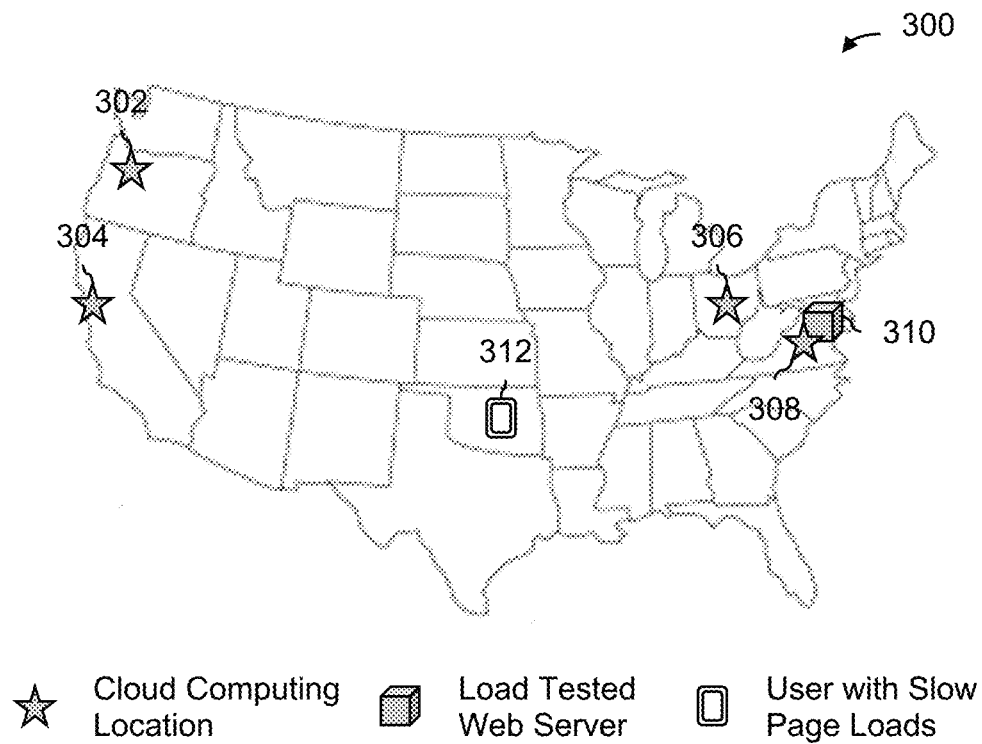 300
302
304
306
310
312
308
Cloud Computing
Location
Load Tested
Web Server
User with Slow
Page Loads